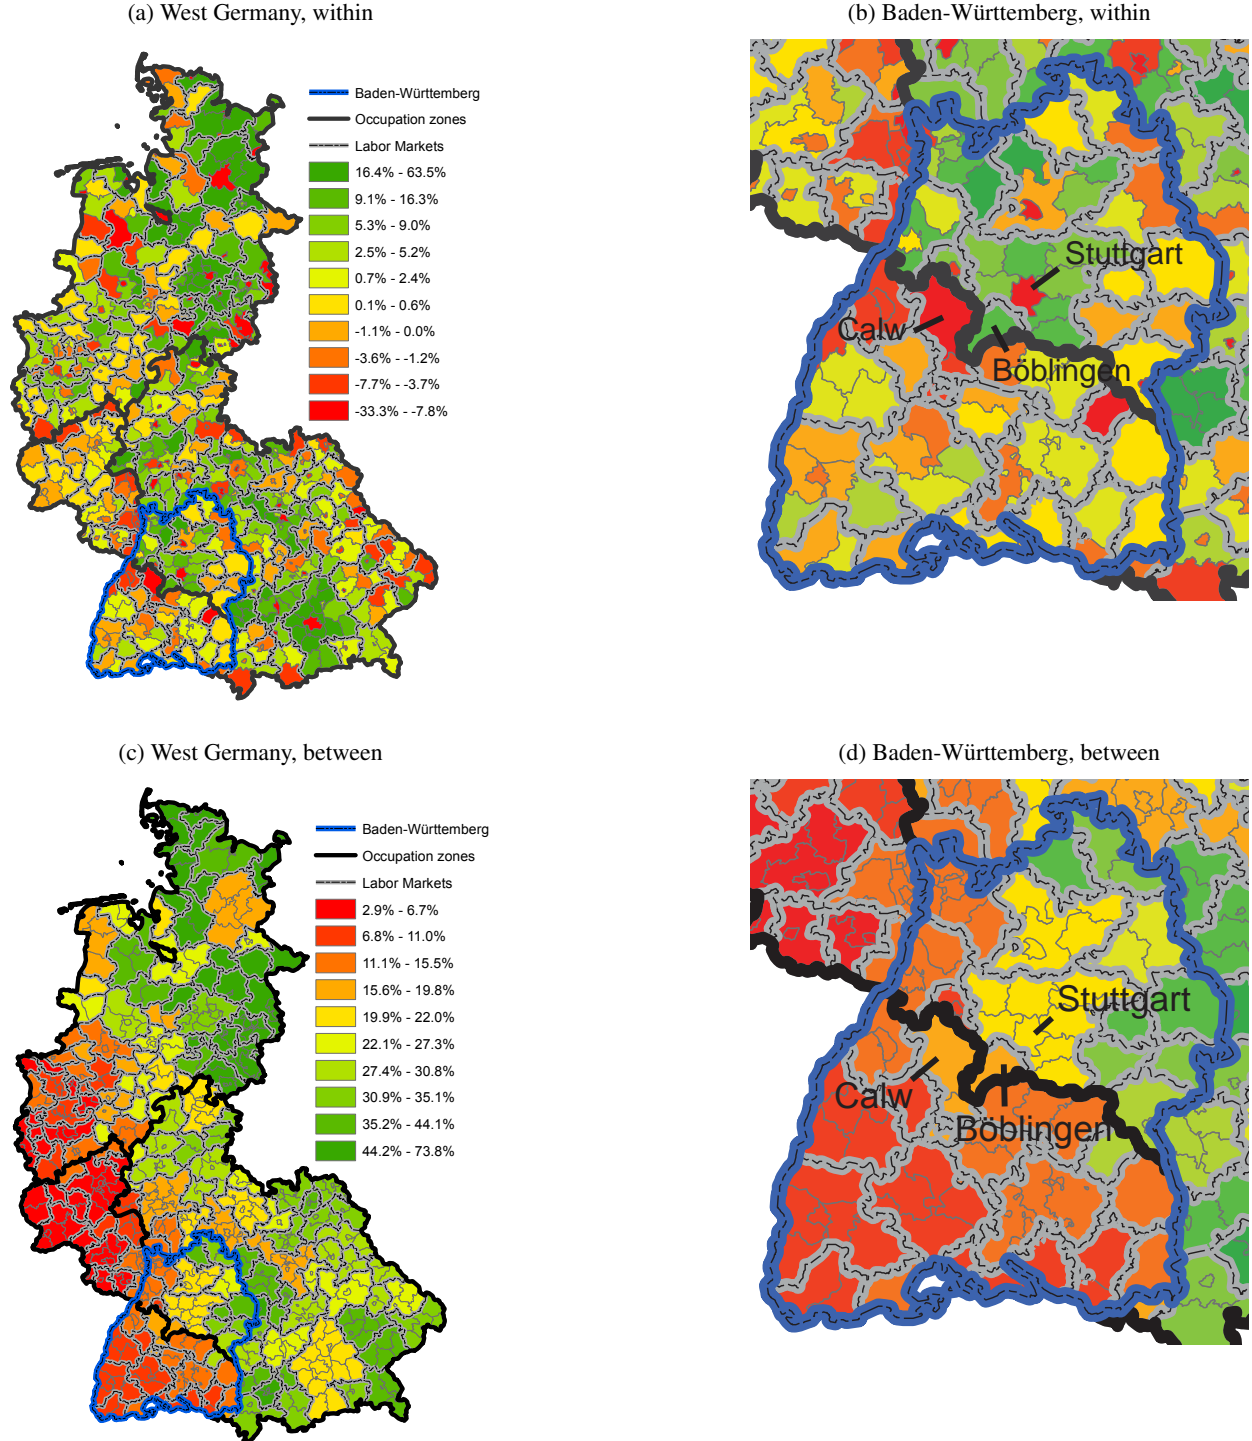 (a) West Germany, within
(b) Baden-Württemberg, within
Baden-Württemberg
Occupation zones
Labor Markets
16.4% - 63.5%
9.1% - 16.3%
5.3% - 9.0%
2.5% - 5.2%
0.7% - 2.4%
0.1% - 0.6%
-1.1% - 0.0%
-3.6% - -1.2%
-7.7% - -3.7%
-33.3% - -7.8%
Stuttgart
Calw
Böblingen
(c) West Germany, between
(d) Baden-Württemberg, between
Baden-Württemberg
Occupation zones
Labor Markets
2.9% - 6.7%
6.8% - 11.0%
11.1% - 15.5%
15.6% - 19.8%
19.9% - 22.0%
22.1% - 27.3%
27.4% - 30.8%
30.9% - 35.1%
35.2% - 44.1%
44.2% - 73.8%
Stuttgart
Calw
Böblingen